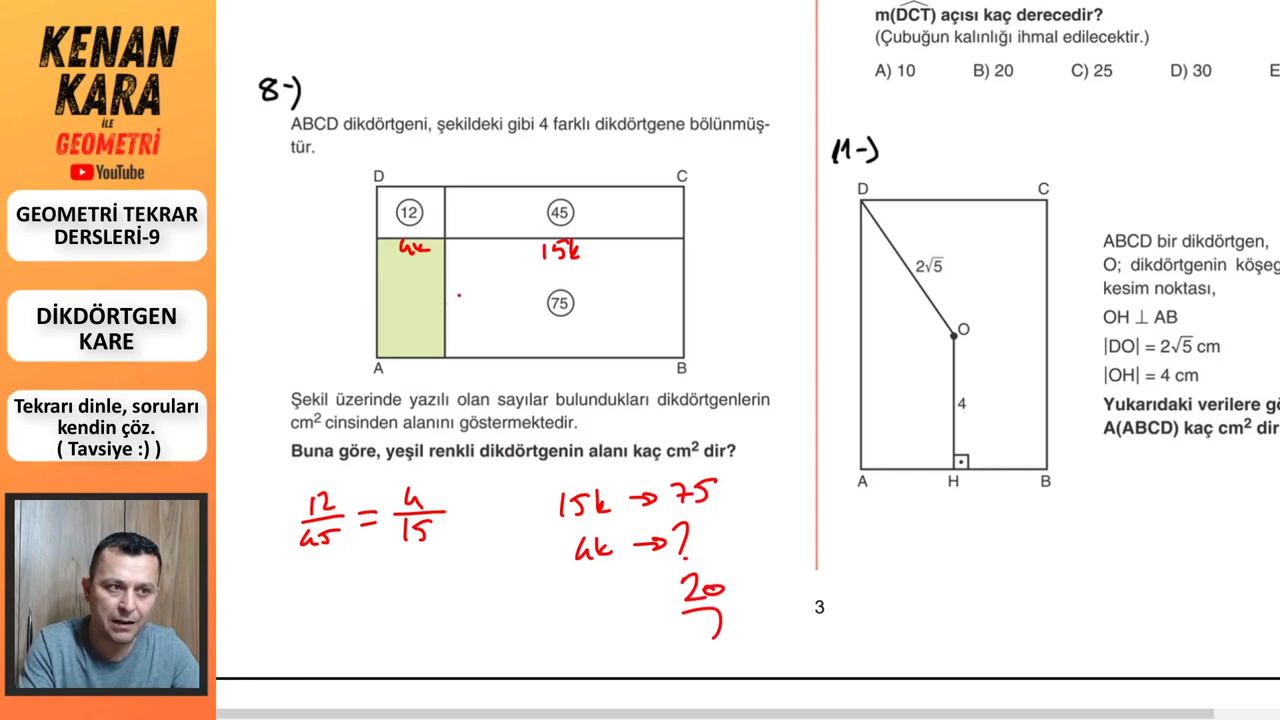 KENAN
KARA
İLE
GEOMETRİ
YouTube
GEOMETRİ TEKRAR
DERSLERİ-9
DİKDÖRTGEN
KARE
Tekrarı dinle, soruları
kendin çöz.
( Tavsiye :) )
8-)
ABCD dikdörtgeni, şekildeki gibi 4 farklı dikdörtgene bölünmüş-
tür.
D C
12 45
4k 15k
75
A B
Şekil üzerinde yazılı olan sayılar bulundukları dikdörtgenlerin
cm² cinsinden alanını göstermektedir.
Buna göre, yeşil renkli dikdörtgenin alanı kaç cm² dir?
12/45 = 4/15
15k → 75
4k → ?
20
m(DCT) açısı kaç derecedir?
(Çubuğun kalınlığı ihmal edilecektir.)
A) 10 B) 20 C) 25 D) 30 E
11-)
D C
2√5
O
4
A H B
ABCD bir dikdörtgen,
O; dikdörtgenin köşeg
kesim noktası,
OH ⊥ AB
|DO| = 2√5 cm
|OH| = 4 cm
Yukarıdaki verilere gö
A(ABCD) kaç cm² dir
3